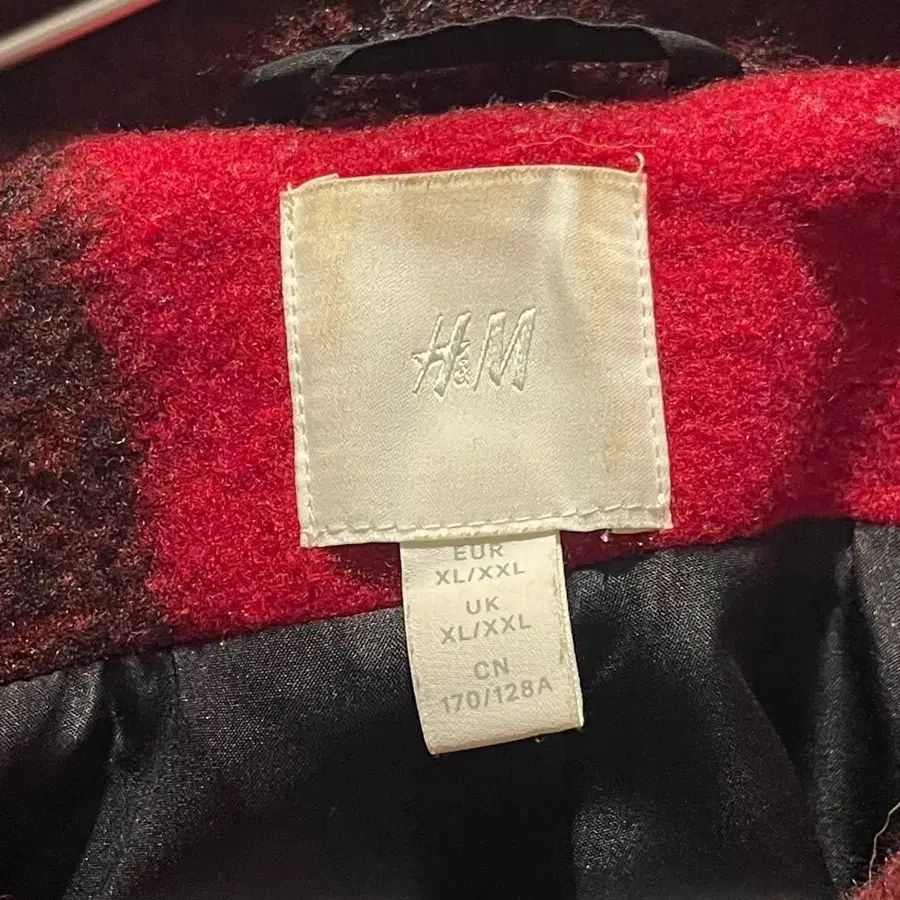 H&M
EUR
XL/XXL
UK
XL/XXL
CN
170/128A